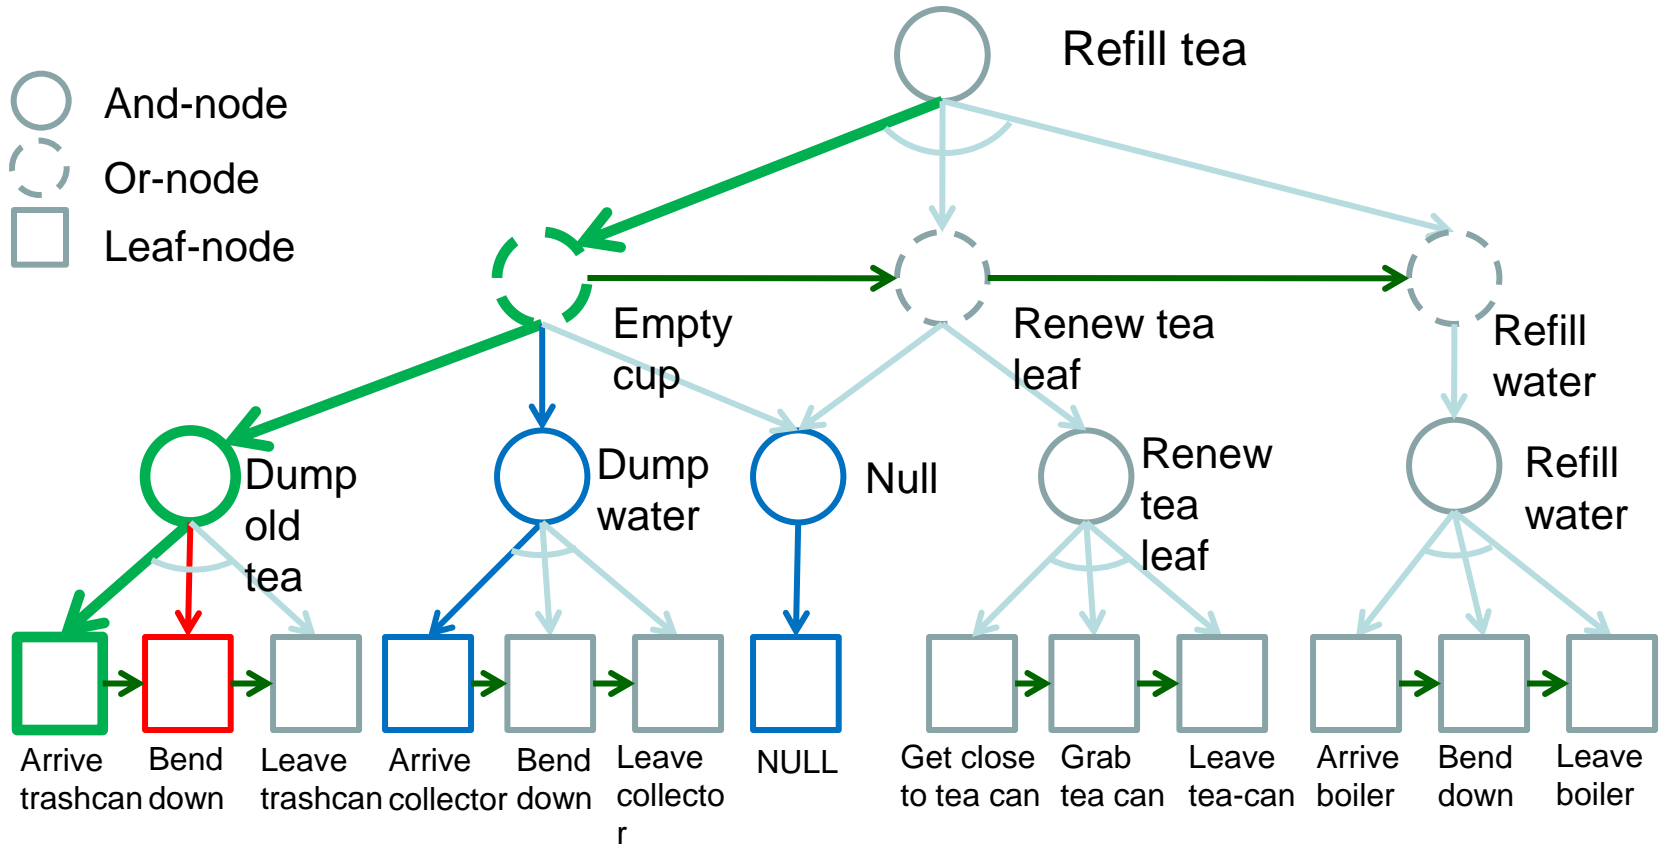 Refill tea
And-node
Or-node
Leaf-node
Empty
cup
Renew tea
leaf
Refill
water
Dump
old
tea
Dump
water
Null
Renew
tea
leaf
Refill
water
Arrive
trashcan
Bend
down
Leave
trashcan
Arrive
collector
Bend
down
Leave
collecto
r
NULL
Get close
to tea can
Grab
tea can
Leave
tea-can
Arrive
boiler
Bend
down
Leave
boiler